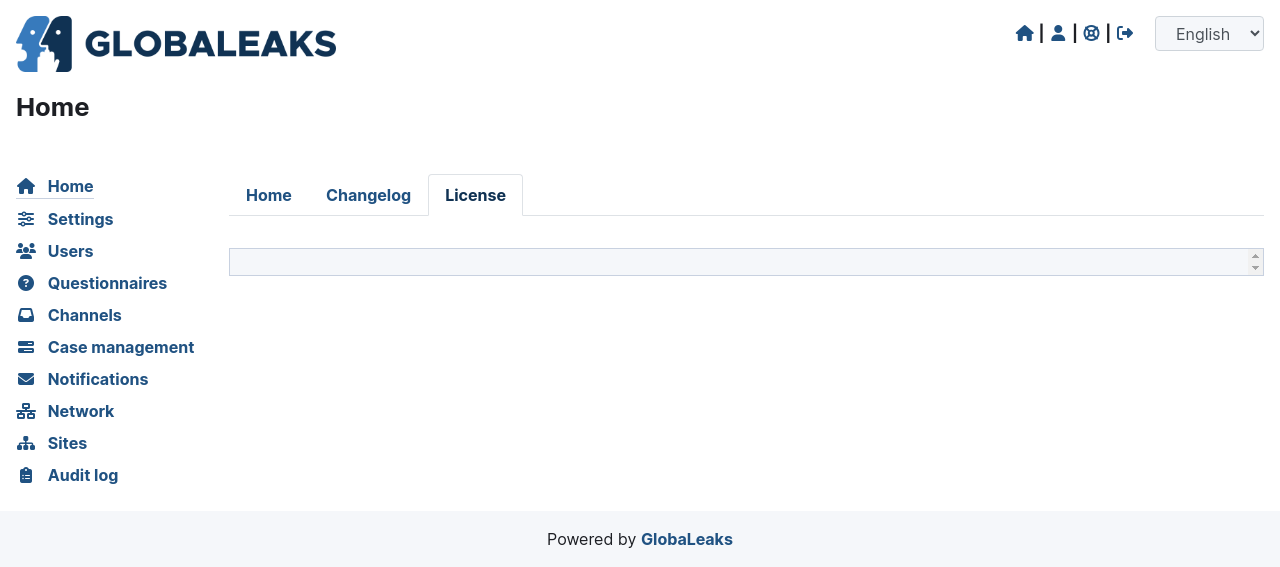 GLOBALEAKS
English
Home
Home
Settings
Users
Questionnaires
Channels
Case management
Notifications
Network
Sites
Audit log
Home
Changelog
License
Powered by GlobaLeaks